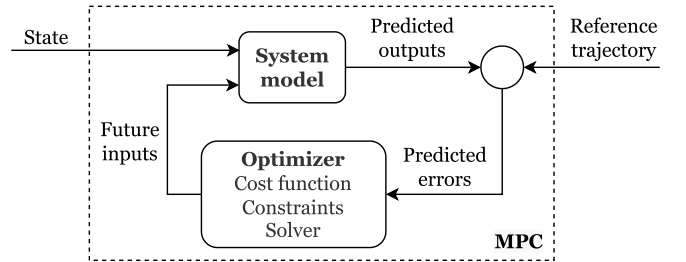 State
System
model
Predicted
outputs
Reference
trajectory
Future
inputs
Optimizer
Cost function
Constraints
Solver
Predicted
errors
MPC